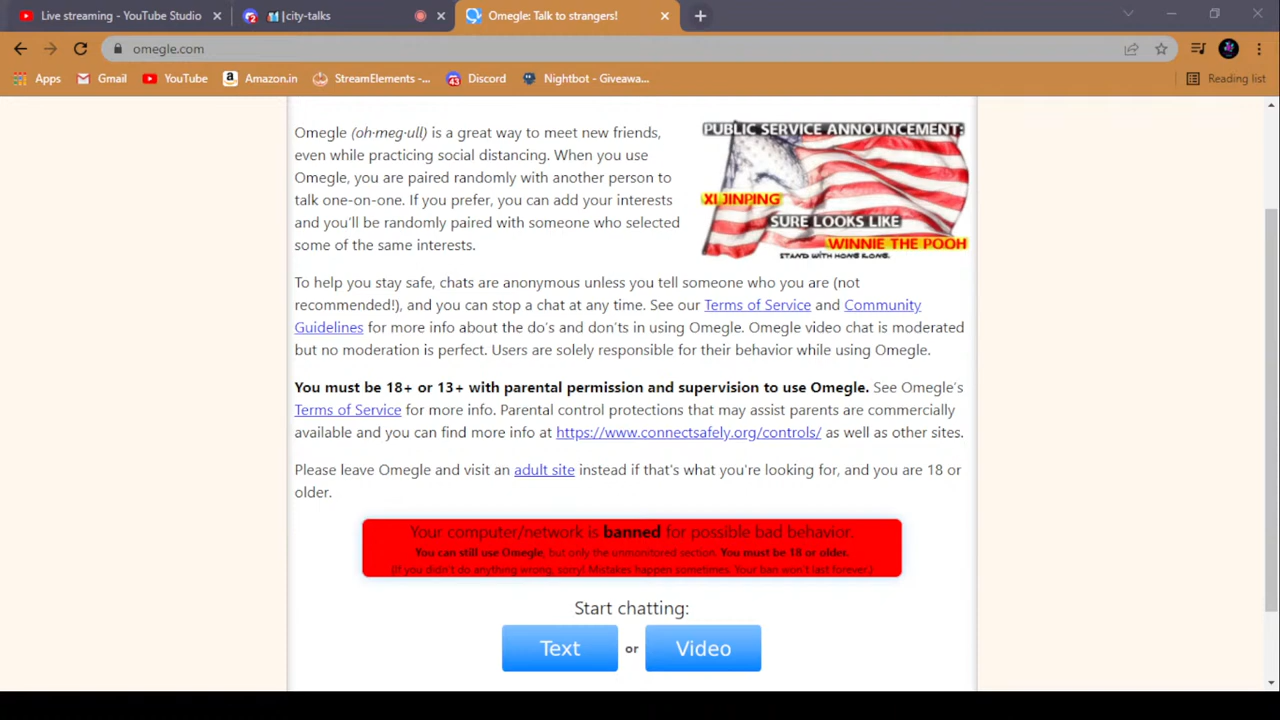 Live streaming - YouTube Studio
|city-talks
Omegle: Talk to strangers!
omegle.com
Apps
Gmail
YouTube
Amazon.in
StreamElements -...
43
Discord
Nightbot - Giveawa...
Reading list
Omegle (oh·meg·ull) is a great way to meet new friends,
even while practicing social distancing. When you use
Omegle, you are paired randomly with another person to
talk one-on-one. If you prefer, you can add your interests
and you’ll be randomly paired with someone who selected
some of the same interests.
PUBLIC SERVICE ANNOUNCEMENT:
XI JINPING
SURE LOOKS LIKE
WINNIE THE POOH
STAND WITH HONG KONG.
To help you stay safe, chats are anonymous unless you tell someone who you are (not
recommended!), and you can stop a chat at any time. See our Terms of Service and Community
Guidelines for more info about the do’s and don’ts in using Omegle. Omegle video chat is moderated
but no moderation is perfect. Users are solely responsible for their behavior while using Omegle.
You must be 18+ or 13+ with parental permission and supervision to use Omegle. See Omegle’s
Terms of Service for more info. Parental control protections that may assist parents are commercially
available and you can find more info at https://www.connectsafely.org/controls/ as well as other sites.
Please leave Omegle and visit an adult site instead if that's what you're looking for, and you are 18 or
older.
Your computer/network is banned for possible bad behavior.
You can still use Omegle, but only the unmonitored section. You must be 18 or older.
(If you didn't do anything wrong, sorry! Mistakes happen sometimes. Your ban won't last forever.)
Start chatting:
Text or Video